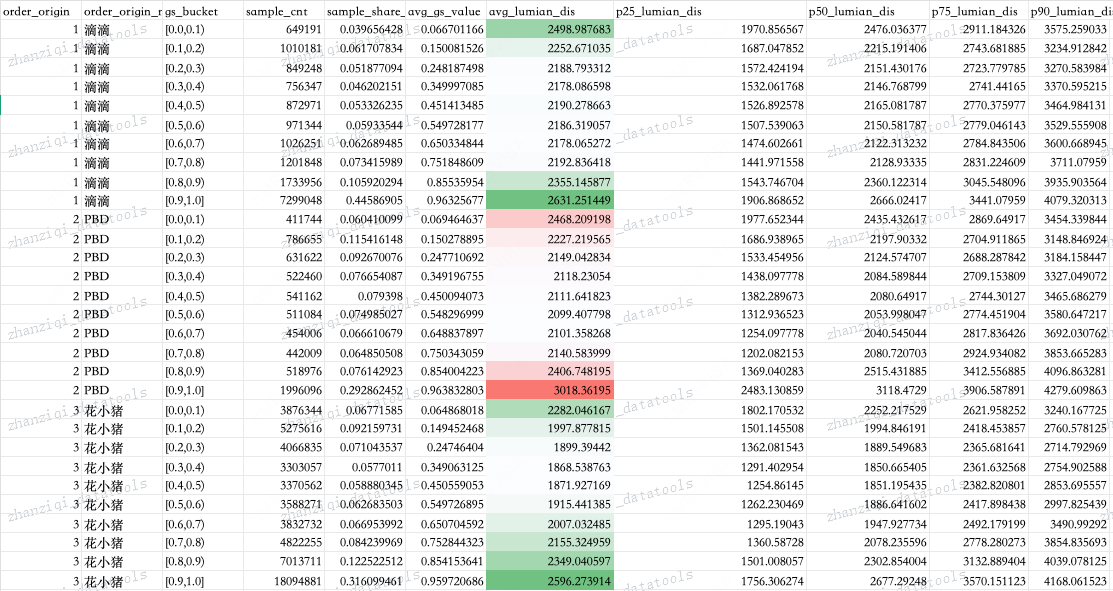 order_origin order_origin_r gs_bucket sample_cnt sample_share_ avg_gs_value avg_lumian_dis p25_lumian_dis p50_lumian_dis p75_lumian_dis p90_lumian_di
1 滴滴 [0.0,0.1) 649191 0.039656428 0.066701166 2498.987683 1970.856567 2476.036377 2911.184326 3575.259033
1 滴滴 [0.1,0.2) 1010181 0.061707834 0.150081526 2252.671035 1687.047852 2215.191406 2743.681885 3234.912842
1 滴滴 [0.2,0.3) 849248 0.051877094 0.248187498 2188.793312 1572.424194 2151.430176 2723.779785 3270.583984
1 滴滴 [0.3,0.4) 756347 0.046202151 0.349997085 2178.086598 1532.061768 2146.768799 2741.44165 3370.595215
1 滴滴 [0.4,0.5) 872971 0.053326235 0.451413485 2190.278663 1526.892578 2165.081787 2770.375977 3464.984131
1 滴滴 [0.5,0.6) 971344 0.05933544 0.549728177 2186.319057 1507.539063 2150.581787 2779.046143 3529.555908
1 滴滴 [0.6,0.7) 1026251 0.062689485 0.650334844 2178.065272 1474.602661 2122.313232 2784.843506 3600.668945
1 滴滴 [0.7,0.8) 1201848 0.073415989 0.751848609 2192.836418 1441.971558 2128.93335 2831.224609 3711.07959
1 滴滴 [0.8,0.9) 1733956 0.105920294 0.85535954 2355.145877 1543.746704 2360.122314 3045.548096 3935.903564
1 滴滴 [0.9,1.0] 7299048 0.44586905 0.96325677 2631.251449 1906.868652 2666.02417 3441.07959 4079.320313
2 PBD [0.0,0.1) 411744 0.060410099 0.069464637 2468.209198 1977.652344 2435.432617 2869.64917 3454.339844
2 PBD [0.1,0.2) 786655 0.115416148 0.150278895 2227.219565 1686.938965 2197.90332 2704.911865 3148.846924
2 PBD [0.2,0.3) 631622 0.092670076 0.247710692 2149.042834 1533.454956 2124.574707 2688.287842 3184.158447
2 PBD [0.3,0.4) 522460 0.076654087 0.349196755 2118.23054 1438.097778 2084.589844 2709.153809 3327.049072
2 PBD [0.4,0.5) 541162 0.079398 0.450094073 2111.641823 1382.289673 2080.64917 2744.30127 3465.686279
2 PBD [0.5,0.6) 511084 0.074985027 0.548296999 2099.407798 1312.936523 2053.998047 2774.451904 3580.647217
2 PBD [0.6,0.7) 454006 0.066610679 0.648837897 2101.358268 1254.097778 2040.545044 2817.836426 3692.030762
2 PBD [0.7,0.8) 442009 0.064850508 0.750343059 2140.583999 1202.082153 2080.720703 2924.934082 3853.665283
2 PBD [0.8,0.9) 518976 0.076142923 0.854004223 2406.748195 1369.040283 2515.431885 3412.556885 4096.863281
2 PBD [0.9,1.0] 1996096 0.292862452 0.963832803 3018.36195 2483.130859 3118.4729 3906.587891 4279.609863
3 花小猪 [0.0,0.1) 3876344 0.06771585 0.064868018 2282.046167 1802.170532 2252.217529 2621.958252 3240.167725
3 花小猪 [0.1,0.2) 5275616 0.092159731 0.149452468 1997.877815 1501.145508 1994.846191 2418.453857 2760.578125
3 花小猪 [0.2,0.3) 4066835 0.071043537 0.24746404 1899.39442 1362.081543 1889.549683 2365.681641 2714.792969
3 花小猪 [0.3,0.4) 3303057 0.0577011 0.349063125 1868.538763 1291.402954 1850.665405 2361.632568 2754.902588
3 花小猪 [0.4,0.5) 3370562 0.058880345 0.450559053 1871.927169 1254.86145 1851.195435 2382.820801 2853.695557
3 花小猪 [0.5,0.6) 3588271 0.062683503 0.549726895 1915.441385 1262.230469 1886.641602 2417.898438 2997.825439
3 花小猪 [0.6,0.7) 3832732 0.066953992 0.650704592 2007.032485 1295.19043 1947.927734 2492.179199 3490.99292
3 花小猪 [0.7,0.8) 4822255 0.084239969 0.752844323 2155.324959 1360.58728 2078.235596 2778.280273 3854.835693
3 花小猪 [0.8,0.9) 7013711 0.122522512 0.854153641 2349.040597 1501.008057 2302.854004 3132.889404 4039.078125
3 花小猪 [0.9,1.0] 18094881 0.316099461 0.959720686 2596.273914 1756.306274 2677.29248 3570.151123 4168.061523
zhanziqi_datatools